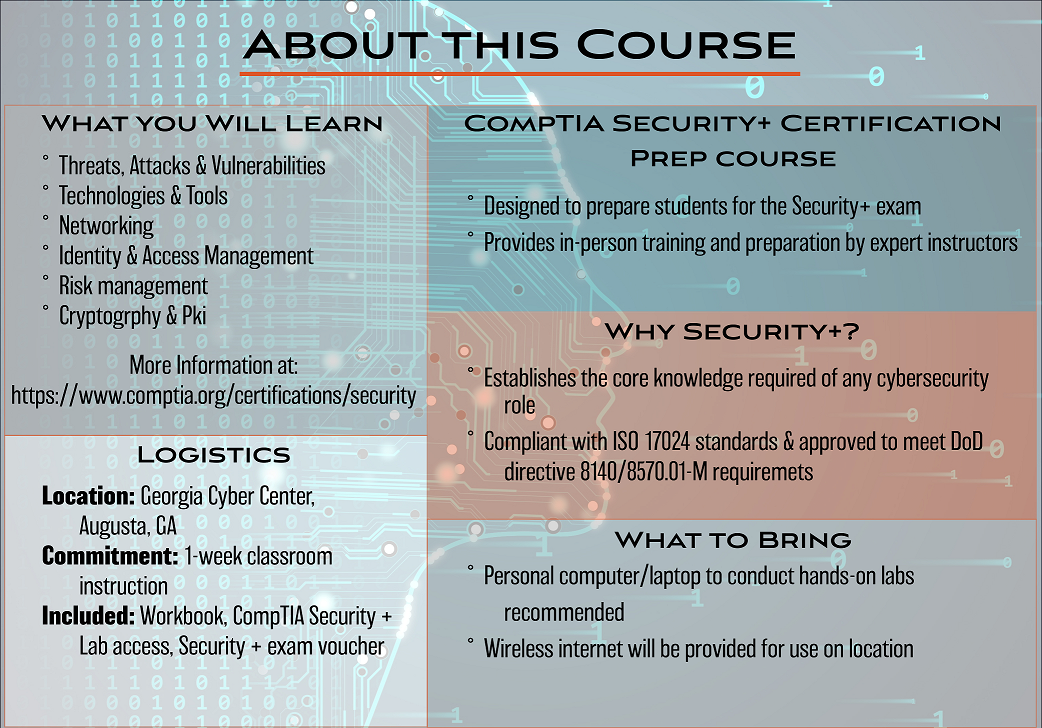 About this Course
What you Will Learn
° Threats, Attacks & Vulnerabilities
° Technologies & Tools
° Networking
° Identity & Access Management
° Risk management
° Cryptogrphy & Pki
More Information at:
https://www.comptia.org/certifications/security
Logistics
Location: Georgia Cyber Center,
Augusta, GA
Commitment: 1-week classroom
instruction
Included: Workbook, CompTIA Security +
Lab access, Security + exam voucher
CompTIA Security+ Certification
Prep course
° Designed to prepare students for the Security+ exam
° Provides in-person training and preparation by expert instructors
Why Security+?
° Establishes the core knowledge required of any cybersecurity
role
° Compliant with ISO 17024 standards & approved to meet DoD
directive 8140/8570.01-M requiremets
What to Bring
° Personal computer/laptop to conduct hands-on labs
recommended
° Wireless internet will be provided for use on location